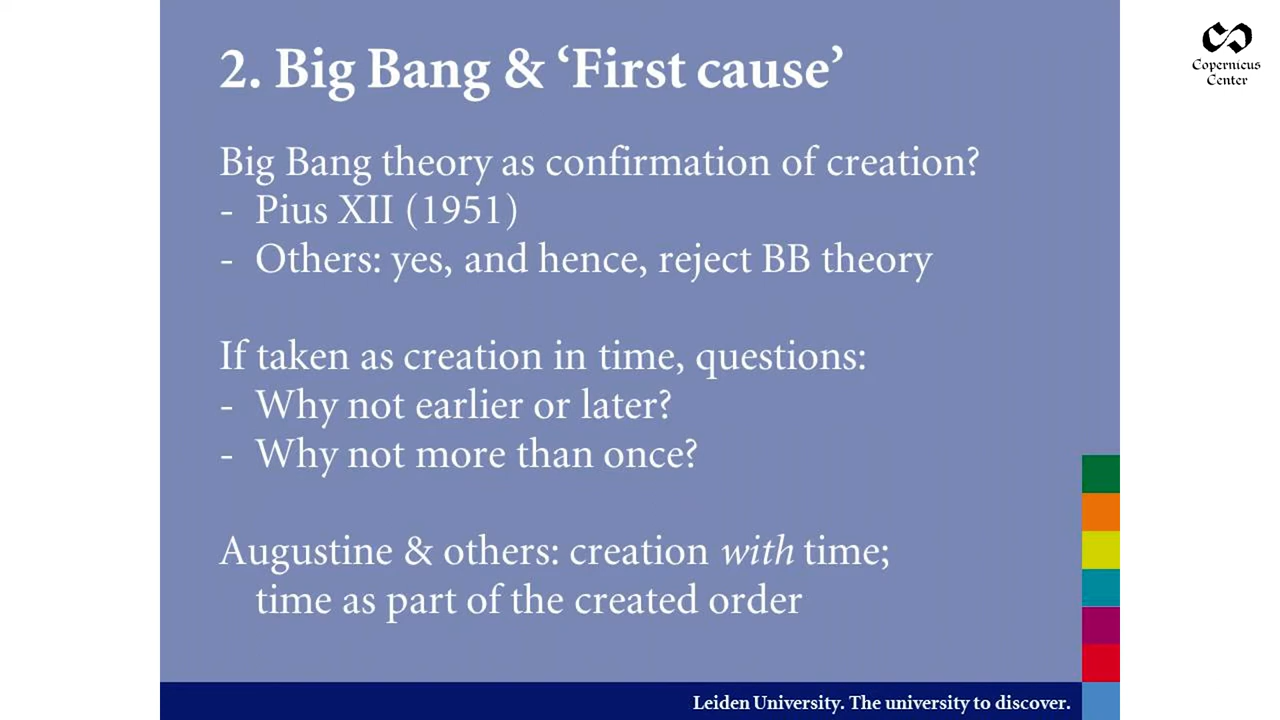 2. Big Bang & ‘First cause’
Big Bang theory as confirmation of creation?
- Pius XII (1951)
- Others: yes, and hence, reject BB theory
If taken as creation in time, questions:
- Why not earlier or later?
- Why not more than once?
Augustine & others: creation with time;
time as part of the created order
Leiden University. The university to discover.
Copernicus
Center